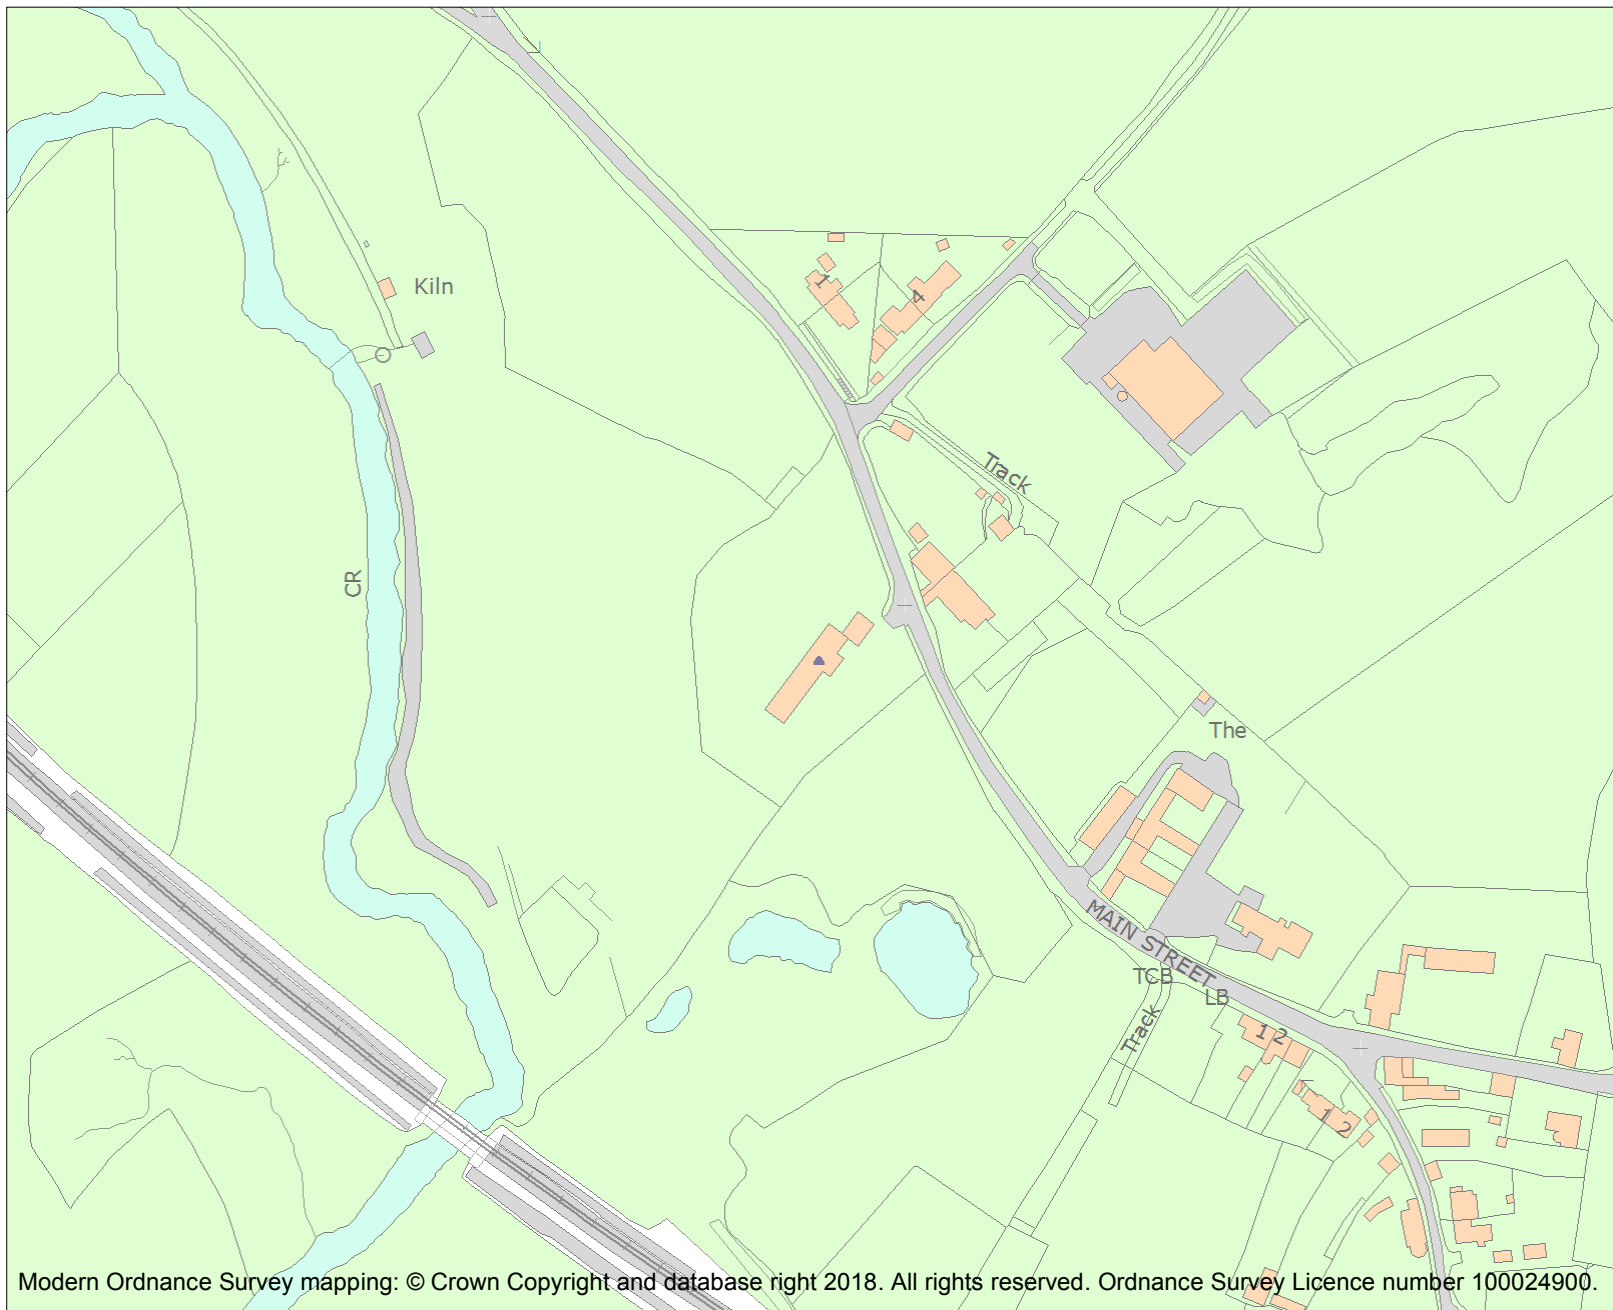 1
Kiln
4
Track
CR
The
MAIN STREET
TCB
LB
Track
1 2
1 2
Modern Ordnance Survey mapping: © Crown Copyright and database right 2018. All rights reserved. Ordnance Survey Licence number 100024900.